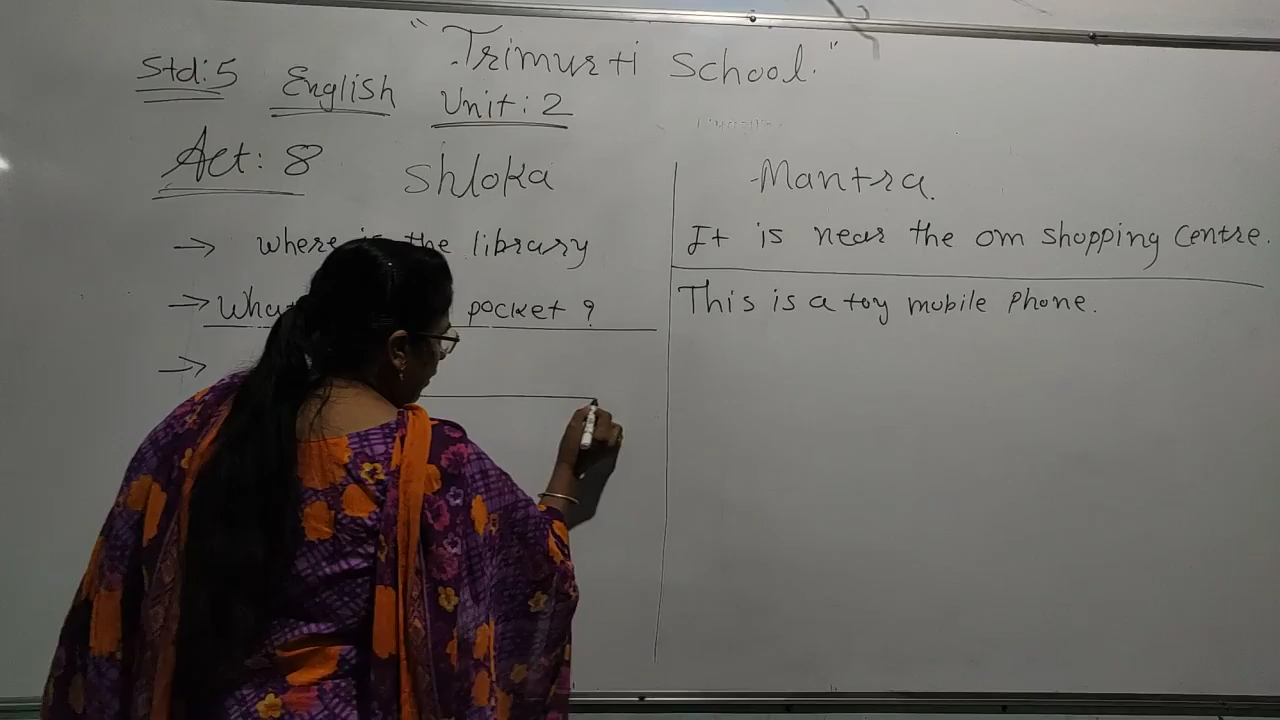 "Trimurti School."
Std: 5 English Unit: 2
Act: 8 Shloka
Mantra.
→ where is the library
It is near the om shopping centre.
→ pocket ?
This is a toy mobile phone.
→